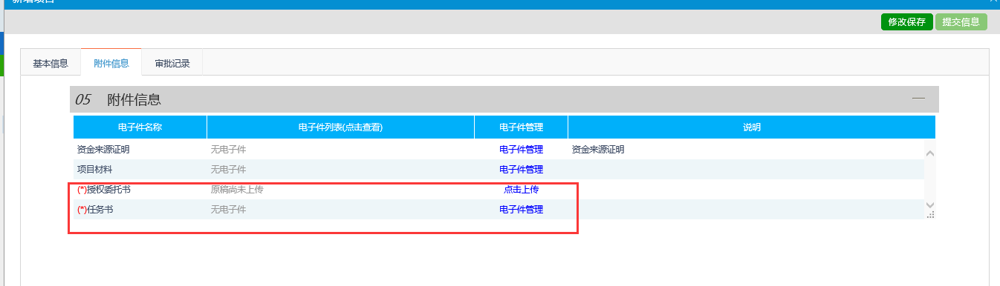 新增项目
修改保存 提交信息
基本信息 附件信息 审批记录
05 附件信息
电子件名称 电子件列表(点击查看) 电子件管理 说明
资金来源证明 无电子件 电子件管理 资金来源证明
项目材料 无电子件 电子件管理
(*)授权委托书 原稿尚未上传 点击上传
(*)任务书 无电子件 电子件管理